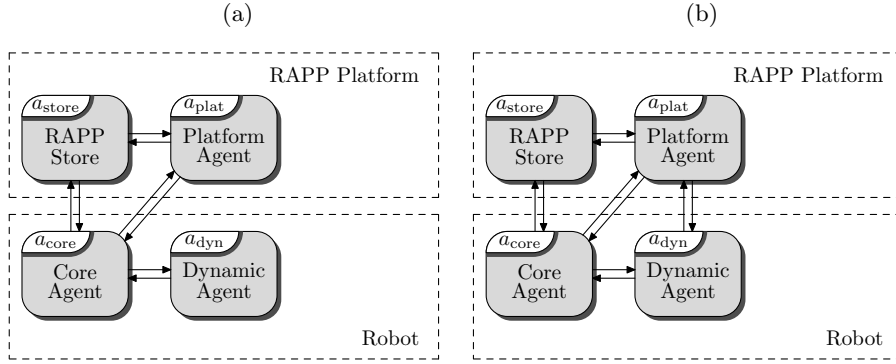 (a)
RAPP Platform
a_store
RAPP
Store
a_plat
Platform
Agent
a_core
Core
Agent
a_dyn
Dynamic
Agent
Robot
(b)
RAPP Platform
a_store
RAPP
Store
a_plat
Platform
Agent
a_core
Core
Agent
a_dyn
Dynamic
Agent
Robot